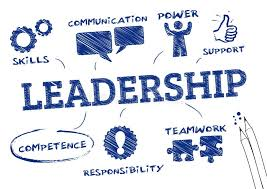 COMMUNICATION
POWER
SKILLS
SUPPORT
LEADERSHIP
COMPETENCE
TEAMWORK
RESPONSIBILITY